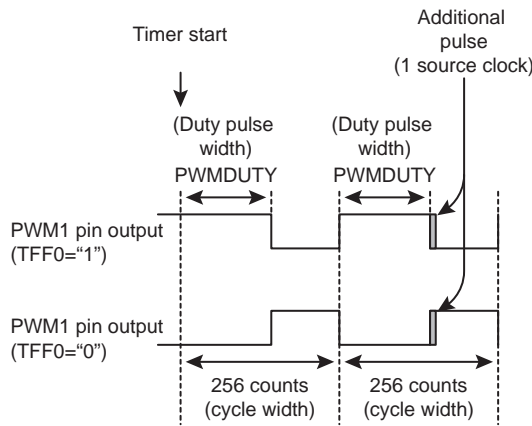 Additional
pulse
(1 source clock)
Timer start
(Duty pulse
width)
PWMDUTY
(Duty pulse
width)
PWMDUTY
PWM1 pin output
(TFF0=“1”)
PWM1 pin output
(TFF0=“0”)
256 counts
(cycle width)
256 counts
(cycle width)